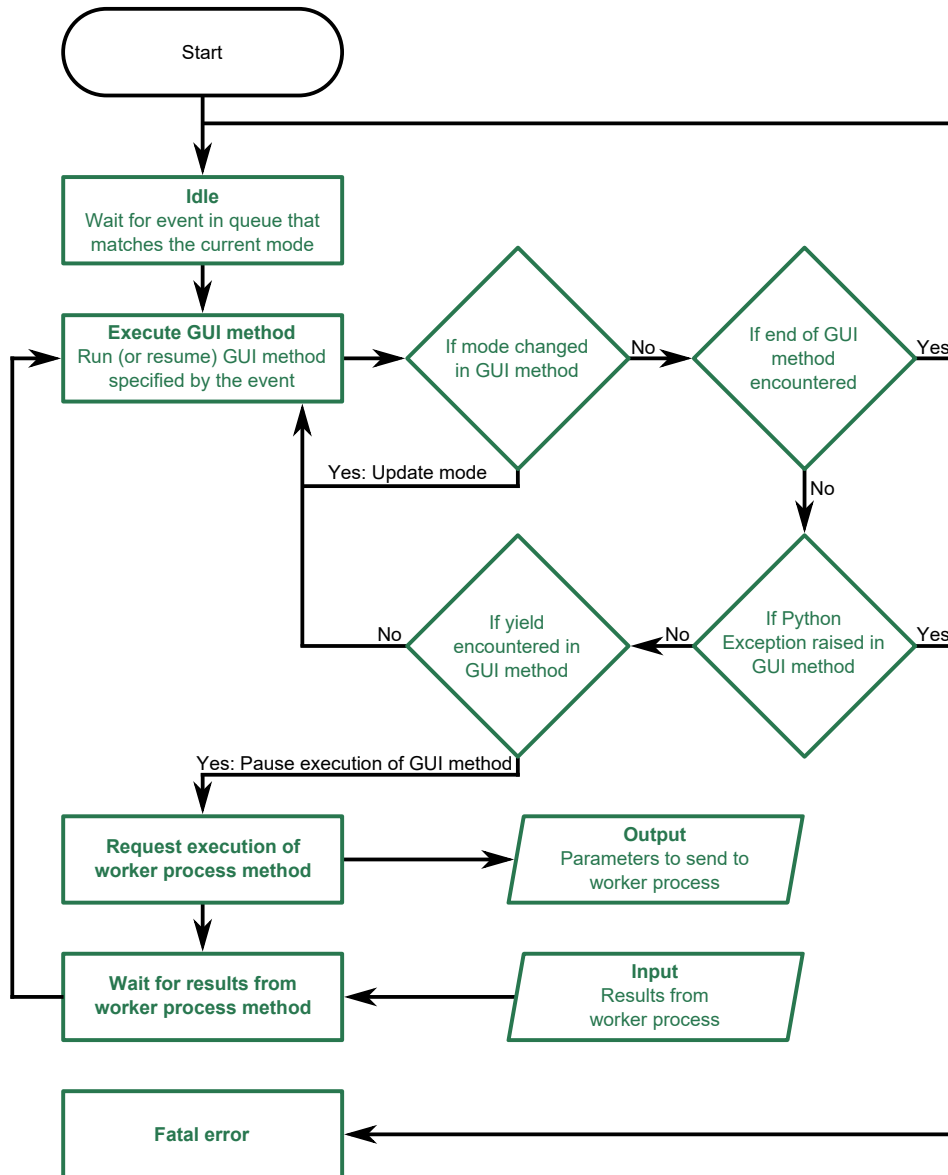 Start
Idle
Wait for event in queue that
matches the current mode
Execute GUI method
Run (or resume) GUI method
specified by the event
If mode changed
in GUI method
No
If end of GUI
method
encountered
Yes
Yes: Update mode
No
If yield
encountered in
GUI method
No
No
If Python
Exception raised in
GUI method
Yes
Yes: Pause execution of GUI method
Request execution of
worker process method
Output
Parameters to send to
worker process
Wait for results from
worker process method
Input
Results from
worker process
Fatal error